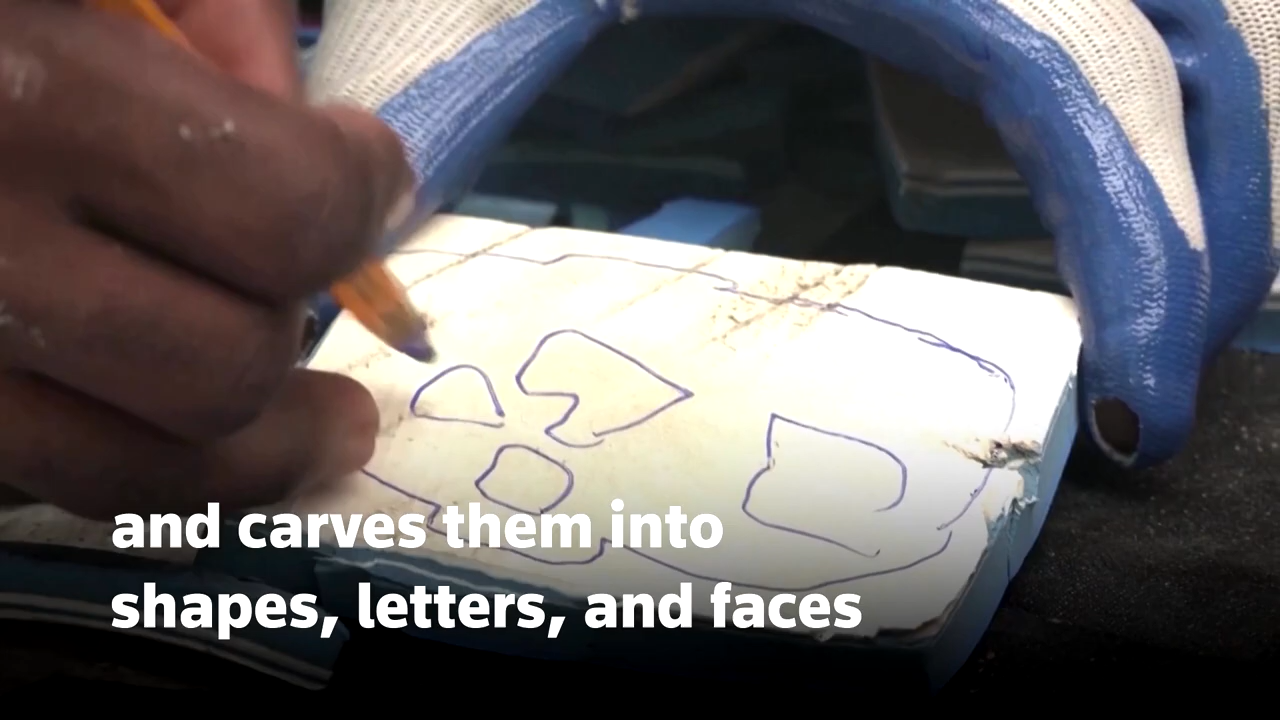 and carves them into
shapes, letters, and faces